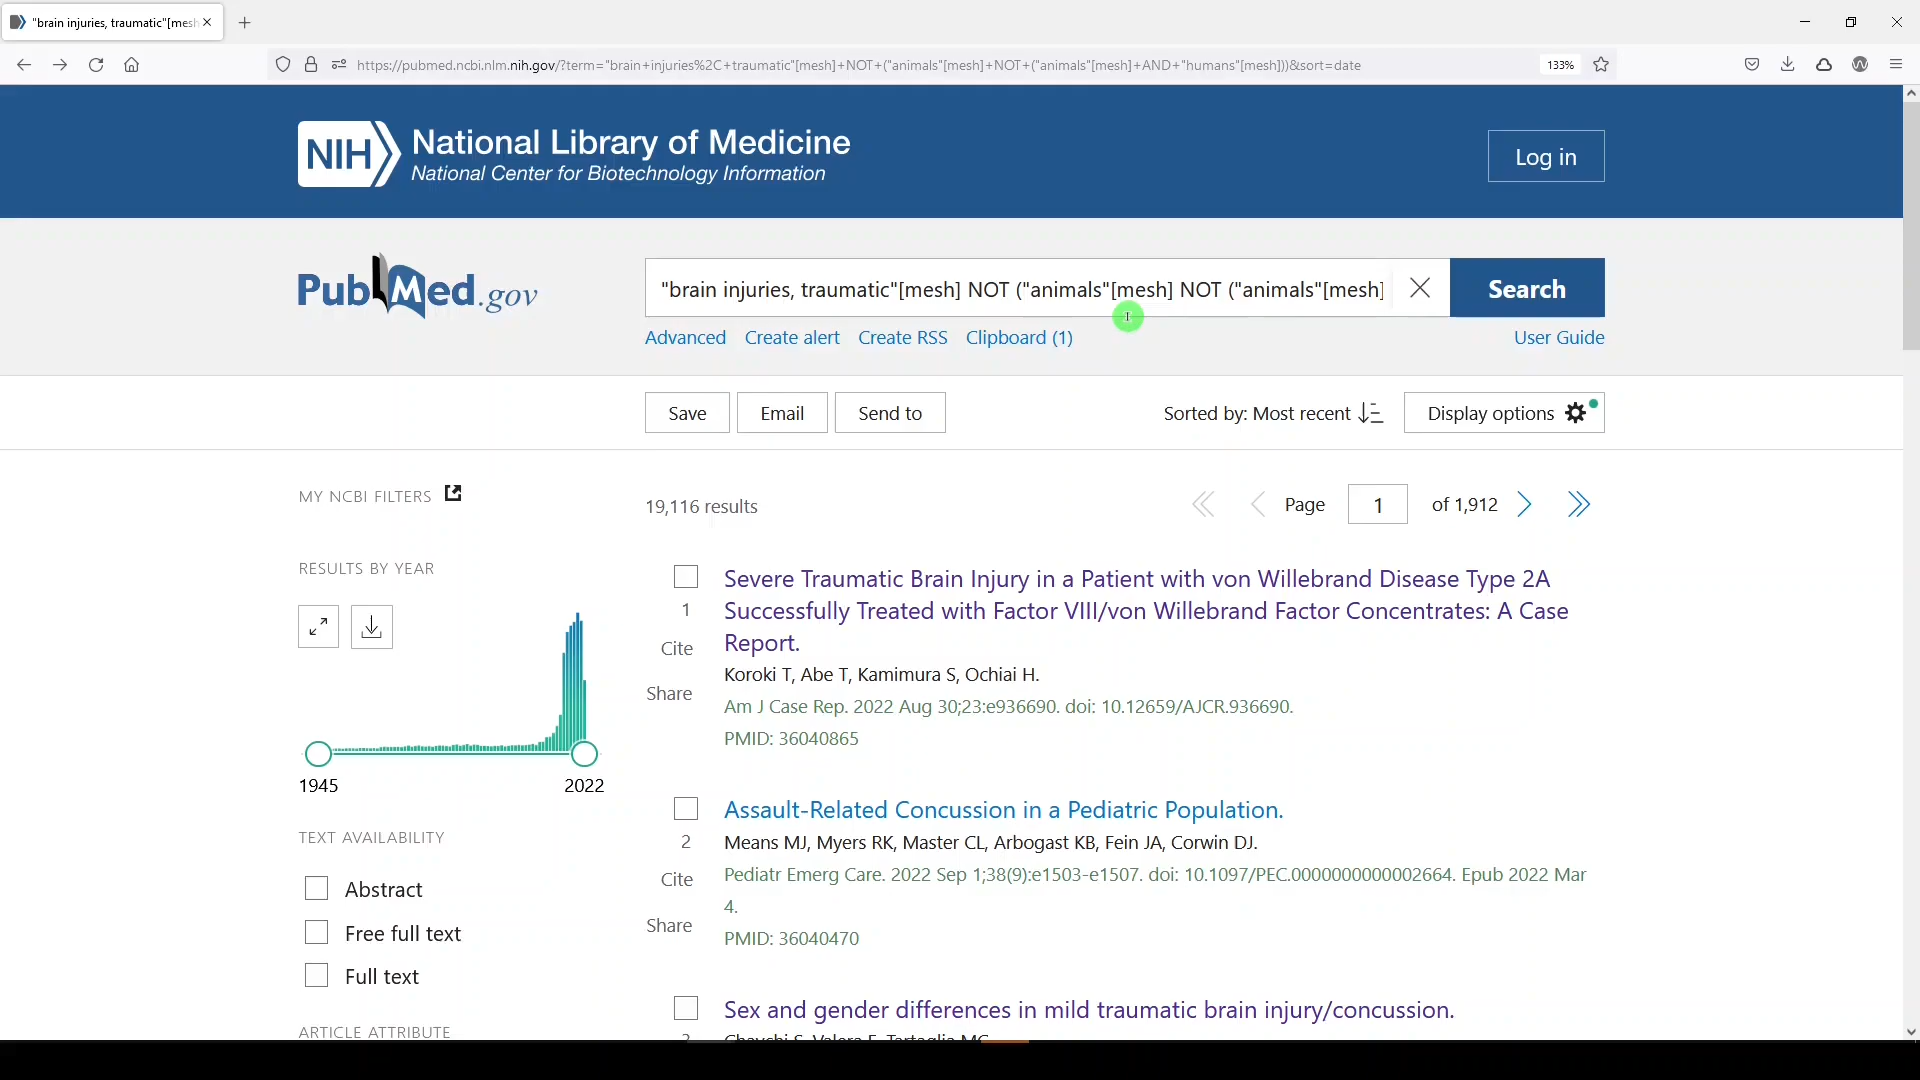 "brain injuries, traumatic"[mesh
https://pubmed.ncbi.nlm.nih.gov/?term="brain+injuries%2C+traumatic"[mesh]+NOT+("animals"[mesh]+NOT+("animals"[mesh]+AND+"humans"[mesh]))&sort=date
133%
NIH
National Library of Medicine
National Center for Biotechnology Information
Log in
PubMed.gov
"brain injuries, traumatic"[mesh] NOT ("animals"[mesh] NOT ("animals"[mesh]
Search
Advanced
Create alert
Create RSS
Clipboard (1)
User Guide
Save
Email
Send to
Sorted by: Most recent
Display options
MY NCBI FILTERS
19,116 results
Page
1
of 1,912
RESULTS BY YEAR
1945
2022
TEXT AVAILABILITY
Abstract
Free full text
Full text
ARTICLE ATTRIBUTE
1
Cite
Share
Severe Traumatic Brain Injury in a Patient with von Willebrand Disease Type 2A
Successfully Treated with Factor VIII/von Willebrand Factor Concentrates: A Case
Report.
Koroki T, Abe T, Kamimura S, Ochiai H.
Am J Case Rep. 2022 Aug 30;23:e936690. doi: 10.12659/AJCR.936690.
PMID: 36040865
2
Cite
Share
Assault-Related Concussion in a Pediatric Population.
Means MJ, Myers RK, Master CL, Arbogast KB, Fein JA, Corwin DJ.
Pediatr Emerg Care. 2022 Sep 1;38(9):e1503-e1507. doi: 10.1097/PEC.0000000000002664. Epub 2022 Mar
4.
PMID: 36040470
Sex and gender differences in mild traumatic brain injury/concussion.